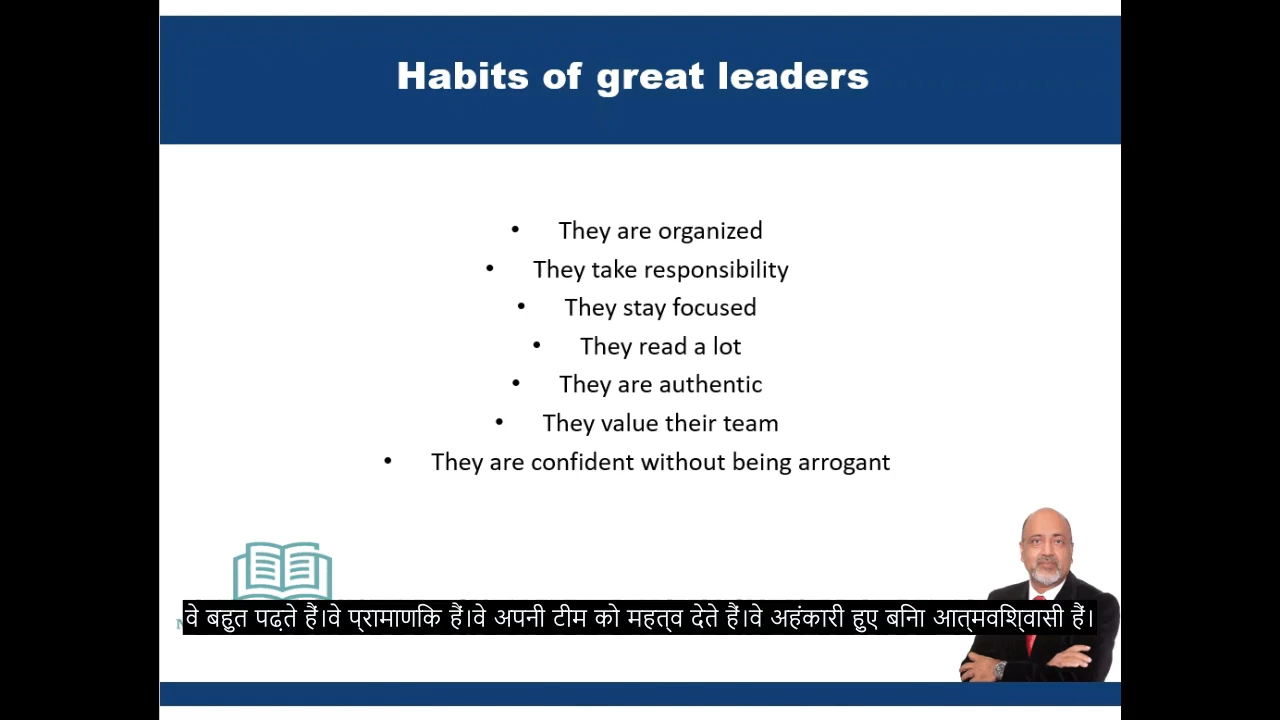 Habits of great leaders
• They are organized
• They take responsibility
• They stay focused
• They read a lot
• They are authentic
• They value their team
• They are confident without being arrogant
वे बहुत पढ़ते हैं।वे प्रामाणिक हैं।वे अपनी टीम को महत्व देते हैं।वे अहंकारी हुए बिना आत्मविश्वासी हैं।